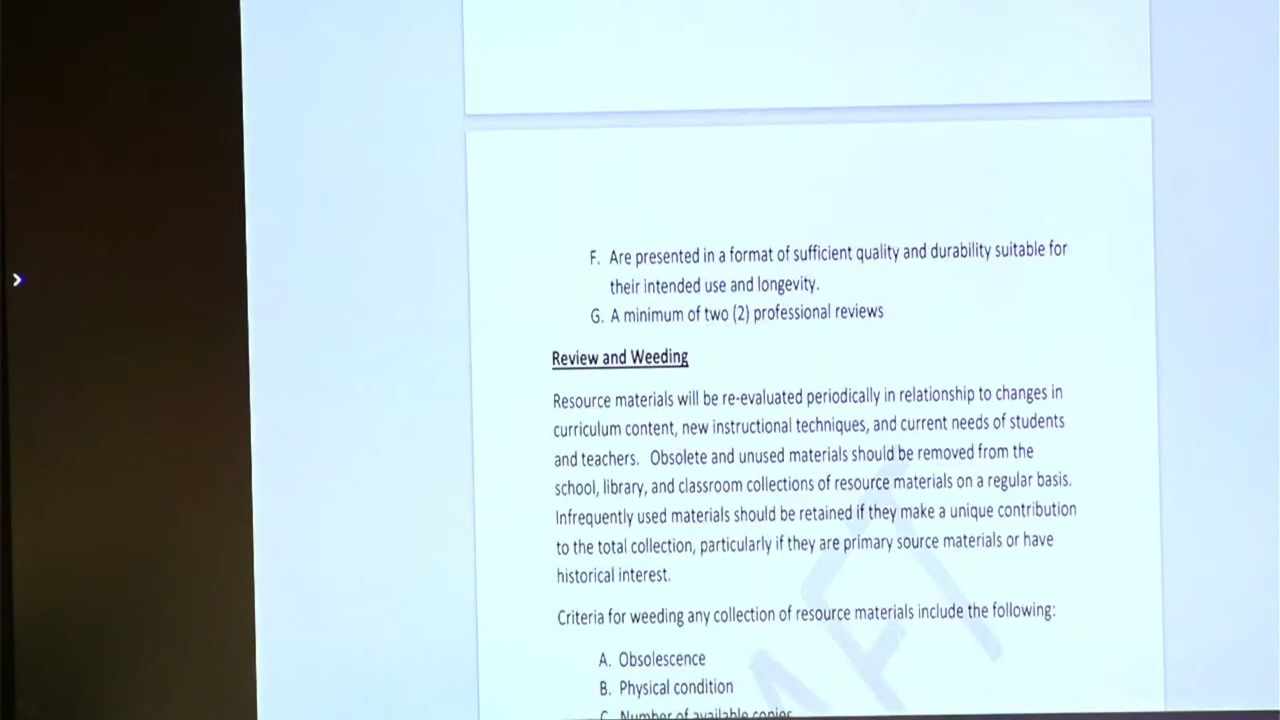 F. Are presented in a format of sufficient quality and durability suitable for
their intended use and longevity.
G. A minimum of two (2) professional reviews
Review and Weeding
Resource materials will be re-evaluated periodically in relationship to changes in
curriculum content, new instructional techniques, and current needs of students
and teachers. Obsolete and unused materials should be removed from the
school, library, and classroom collections of resource materials on a regular basis.
Infrequently used materials should be retained if they make a unique contribution
to the total collection, particularly if they are primary source materials or have
historical interest.
Criteria for weeding any collection of resource materials include the following:
A. Obsolescence
B. Physical condition
C. Number of available copies
AFT